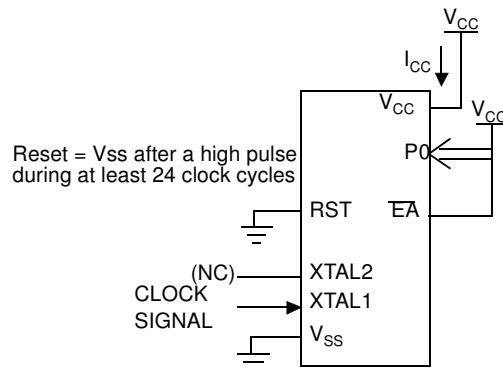 VCC
ICC
VCC
VCC
P0
Reset = Vss after a high pulse
during at least 24 clock cycles
RST
EA
(NC)
XTAL2
CLOCK
XTAL1
SIGNAL
VSS